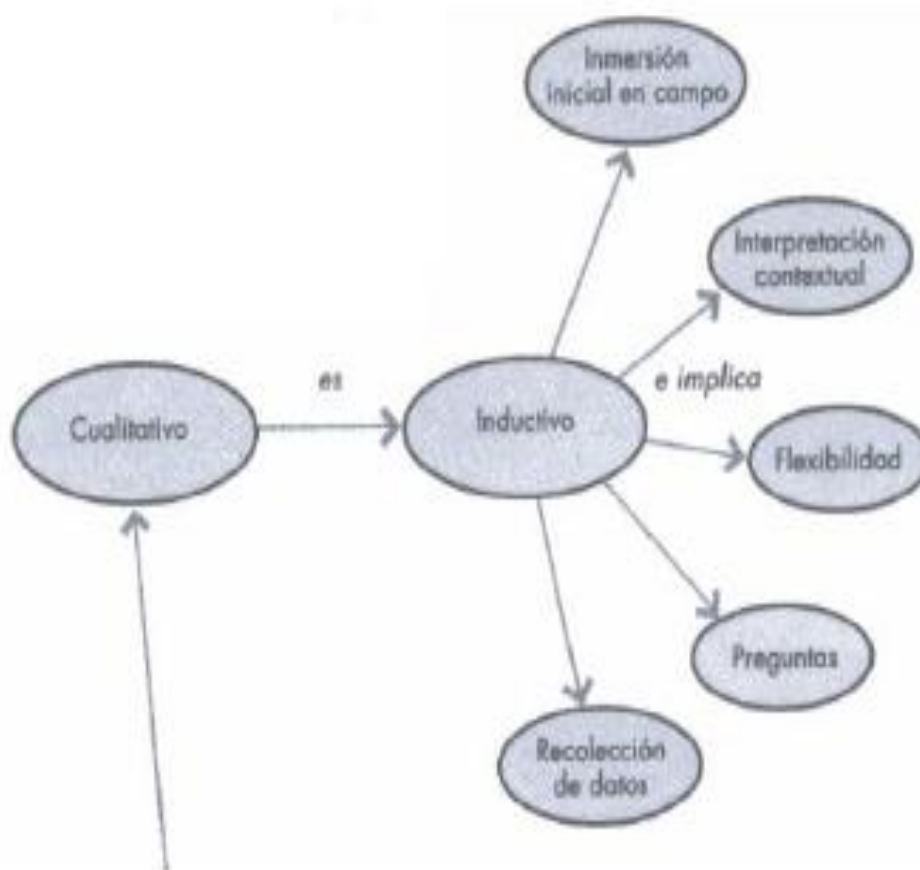 Inmersión
inicial en campo
Interpretación
contextual
es
e implica
Cualitativo
Inductivo
Flexibilidad
Preguntas
Recolección
de datos